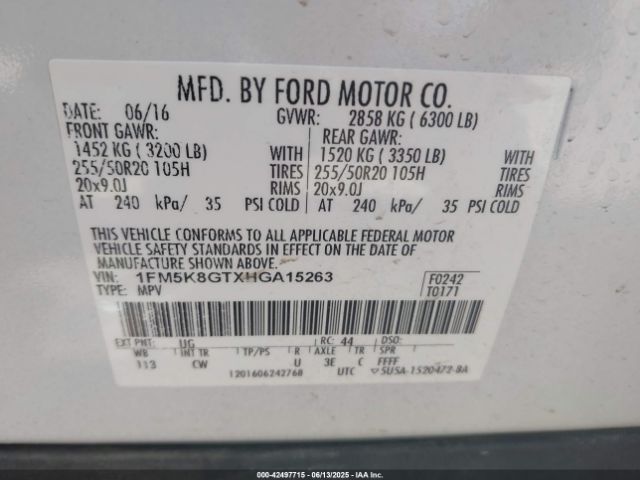 MFD. BY FORD MOTOR CO.
DATE: 06/16 GVWR: 2858 KG ( 6300 LB)
FRONT GAWR: REAR GAWR:
1452 KG ( 3200 LB) WITH 1520 KG ( 3350 LB) WITH
255/50R20 105H TIRES 255/50R20 105H TIRES
20x9.0J RIMS 20x9.0J RIMS
AT 240 kPa/ 35 PSI COLD AT 240 kPa/ 35 PSI COLD
THIS VEHICLE CONFORMS TO ALL APPLICABLE FEDERAL MOTOR
VEHICLE SAFETY STANDARDS IN EFFECT ON THE DATE OF
MANUFACTURE SHOWN ABOVE.
VIN: 1FM5K8GTXHGA15263 F0242
TYPE: MPV T0171
EXT PNT: UG RC: 44 DSO:
WB INT TR TP/PS R AXLE TR SPR
113 CW U 3E C FFFF
1201606242760 UTC 5USA-1520472-BA
000-42497715 - 06/13/2025 - IAA Inc.